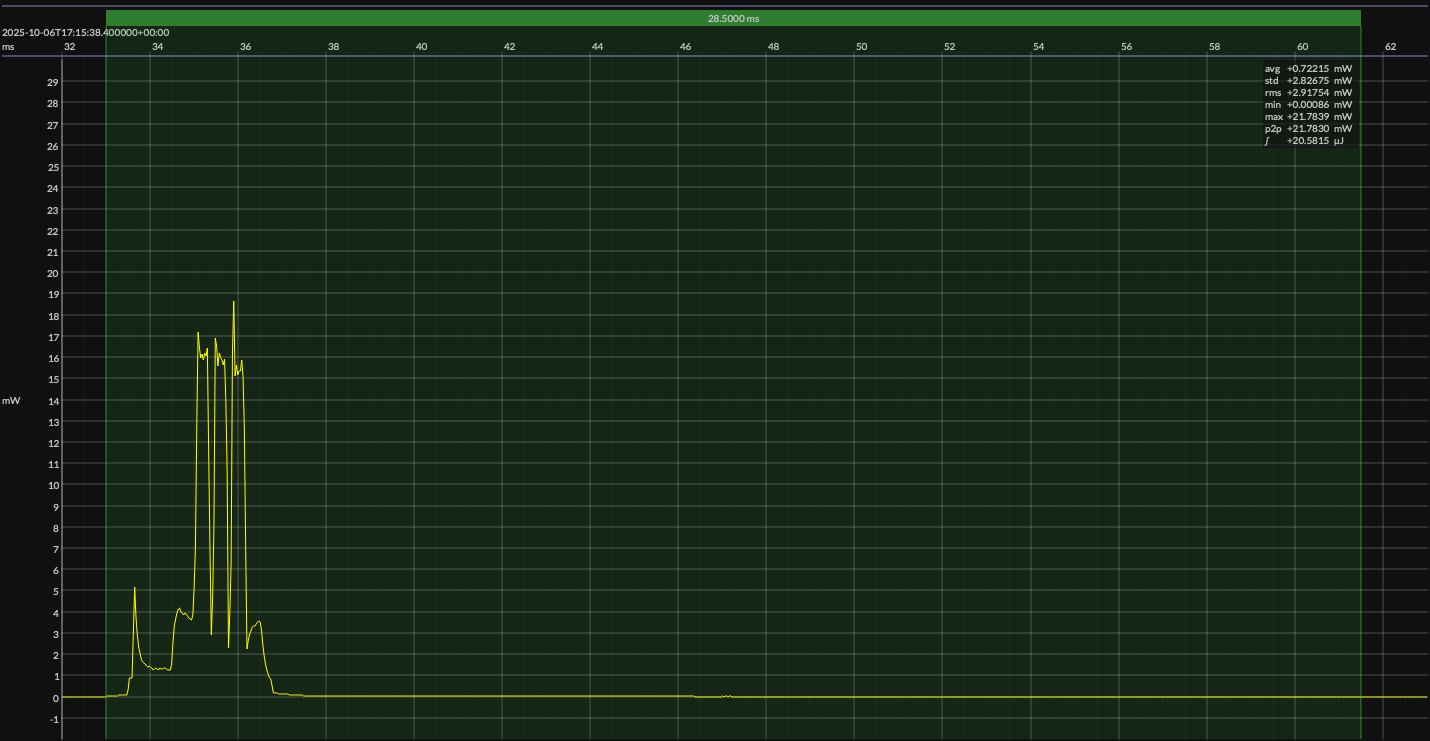 28.5000 ms
2025-10-06T17:15:38.400000+00:00
ms 32 34 36 38 40 42 44 46 48 50 52 54 56 58 60 62
avg +0.72215 mW
std +2.82675 mW
rms +2.91754 mW
min +0.00086 mW
max +21.7839 mW
p2p +21.7830 mW
∫ +20.5815 µJ
29
28
27
26
25
24
23
22
21
20
19
18
17
16
15
mW 14
13
12
11
10
9
8
7
6
5
4
3
2
1
0
-1